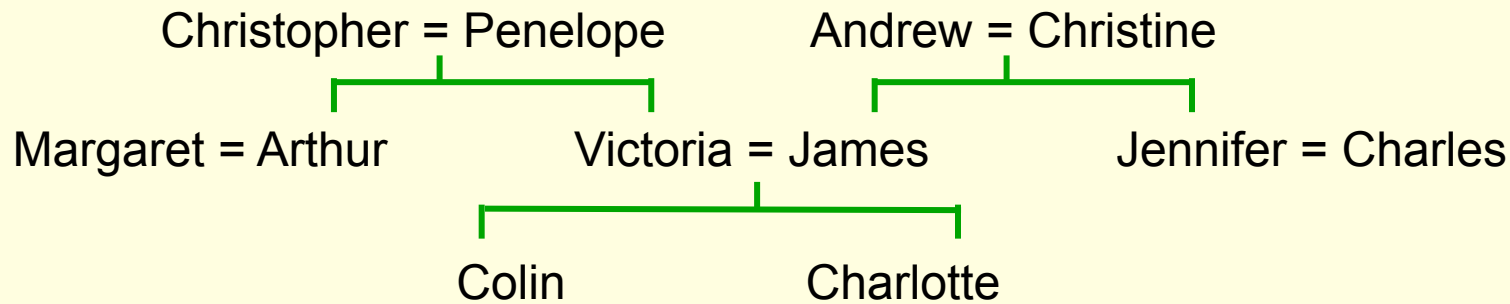 Christopher = Penelope Andrew = Christine
Margaret = Arthur Victoria = James Jennifer = Charles
Colin Charlotte